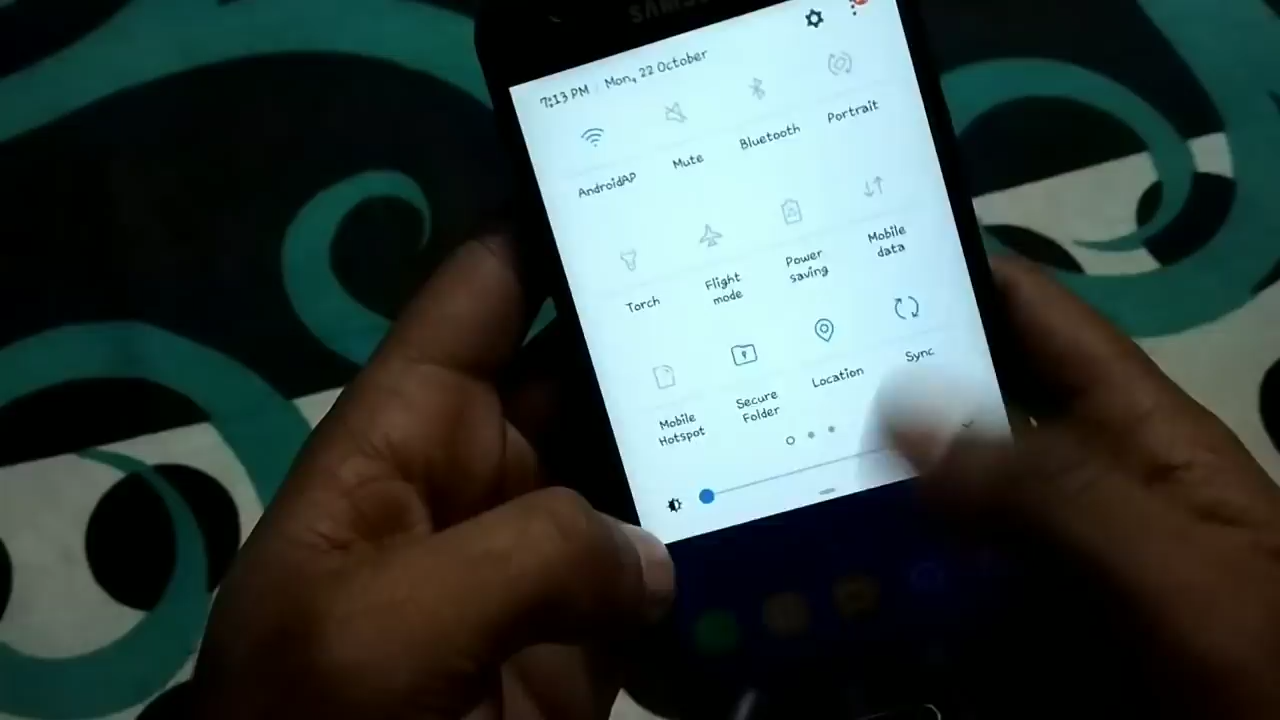 SAMSUNG
7:13 PM | Mon, 22 October
AndroidAP
Mute
Bluetooth
Portrait
Torch
Flight
mode
Power
saving
Mobile
data
Mobile
Hotspot
Secure
Folder
Location
Sync